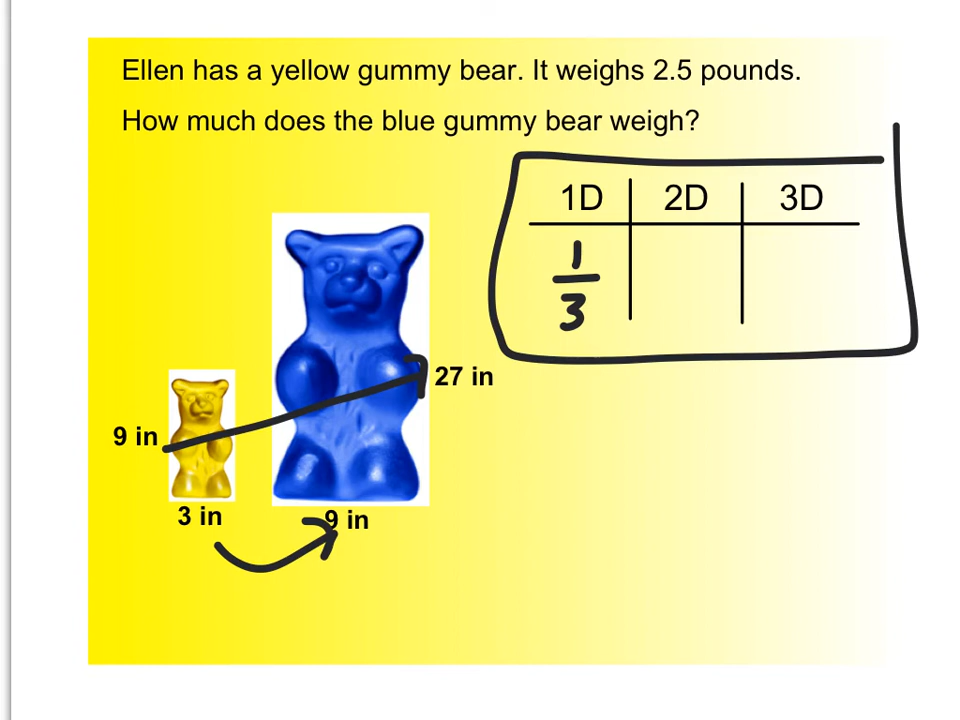 Ellen has a yellow gummy bear. It weighs 2.5 pounds.
How much does the blue gummy bear weigh?
1D 2D 3D
1
3
27 in
9 in
3 in
9 in